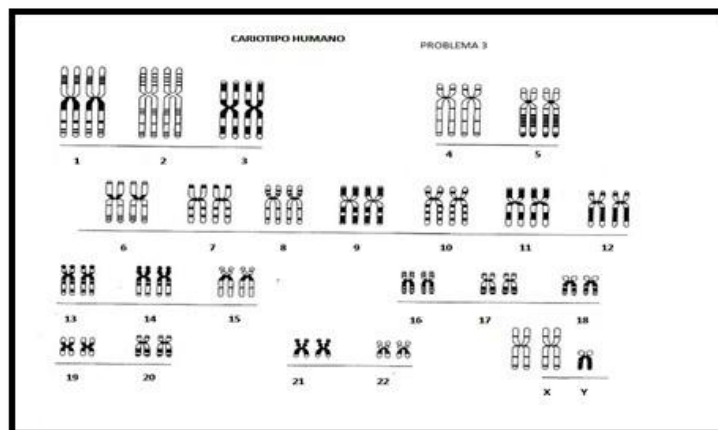 CARIOTIPO HUMANO
PROBLEMA 3
1 2 3 4 5
6 7 8 9 10 11 12
13 14 15 16 17 18
19 20 21 22 X Y